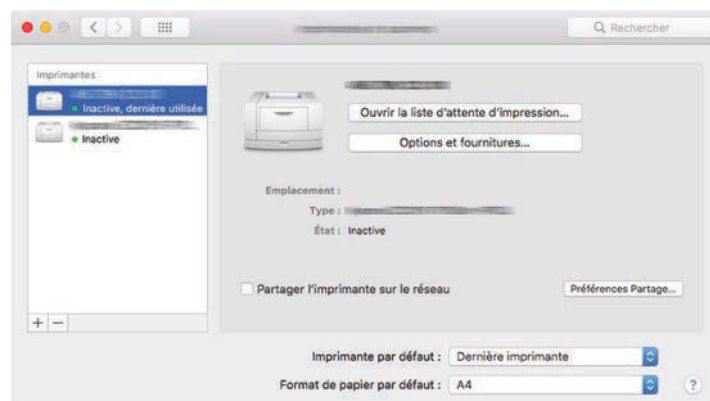 Rechercher
Imprimantes
Inactive, dernière utilisée
Inactive
Ouvrir la liste d'attente d'impression...
Options et fournitures...
Emplacement :
Type :
État : Inactive
Partager l'imprimante sur le réseau
Préférences Partage...
+ −
Imprimante par défaut : Dernière imprimante
Format de papier par défaut : A4
?